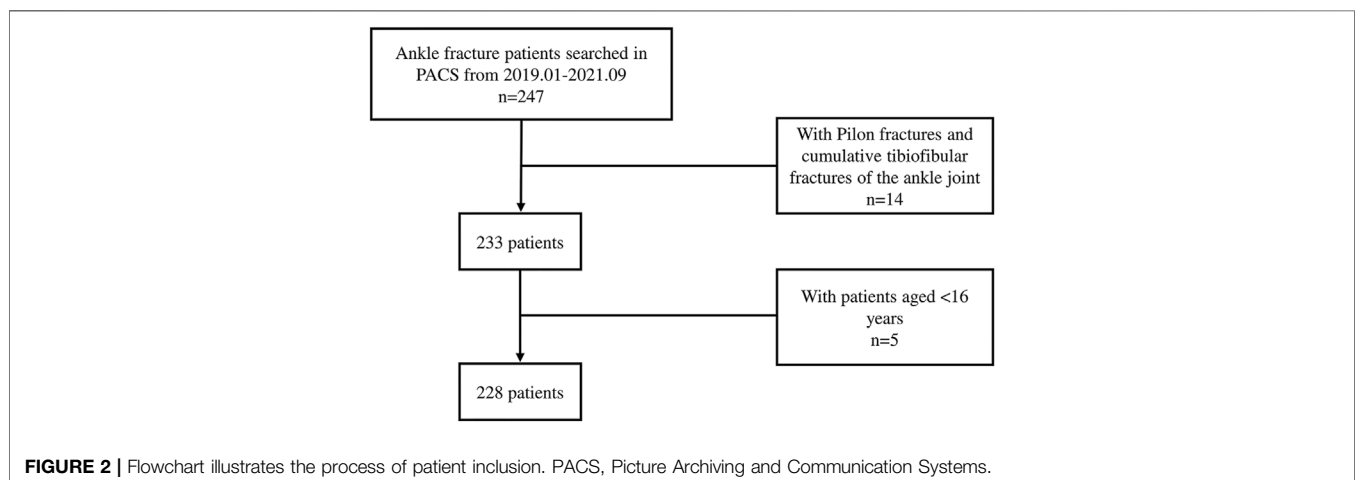 Ankle fracture patients searched in
PACS from 2019.01-2021.09
n=247
With Pilon fractures and
cumulative tibiofibular
fractures of the ankle joint
n=14
233 patients
With patients aged <16
years
n=5
228 patients
FIGURE 2 | Flowchart illustrates the process of patient inclusion. PACS, Picture Archiving and Communication Systems.